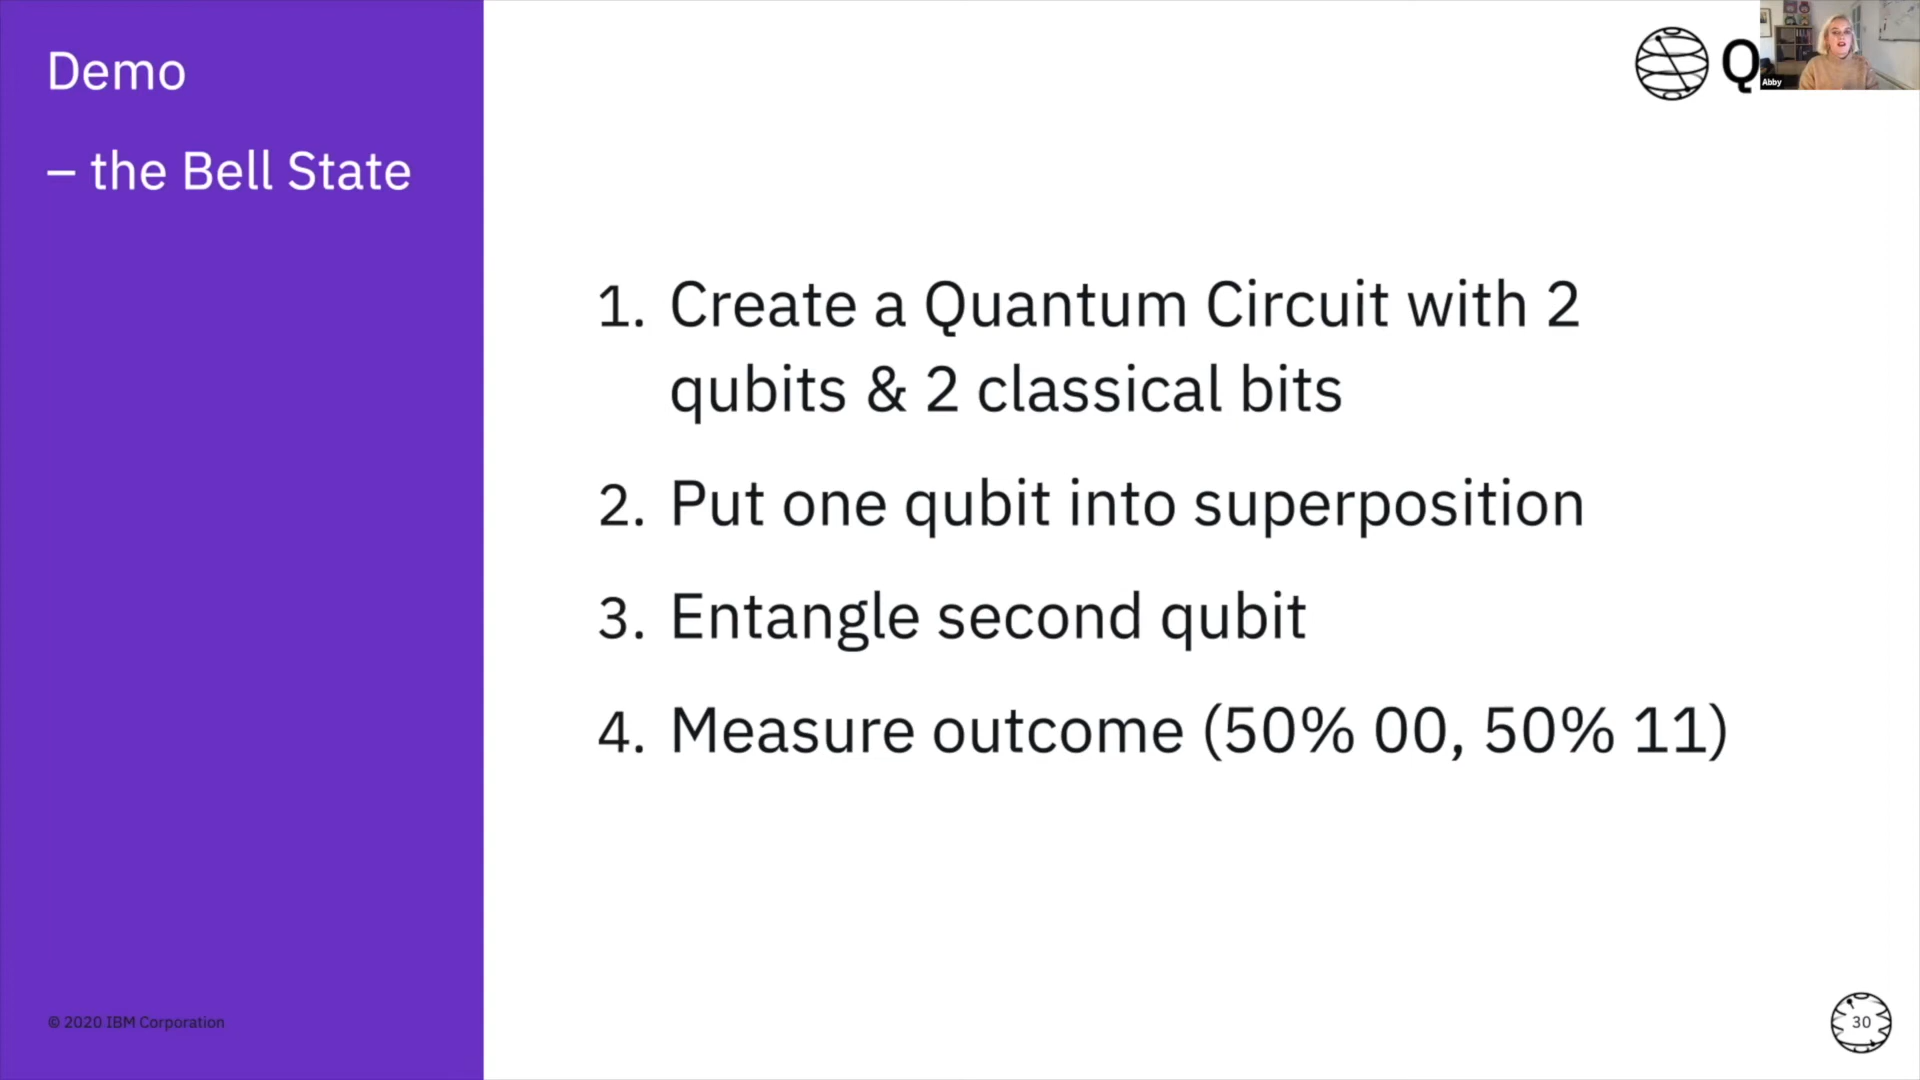 Demo
– the Bell State
Q
Abby
1. Create a Quantum Circuit with 2
qubits & 2 classical bits
2. Put one qubit into superposition
3. Entangle second qubit
4. Measure outcome (50% 00, 50% 11)
© 2020 IBM Corporation
30